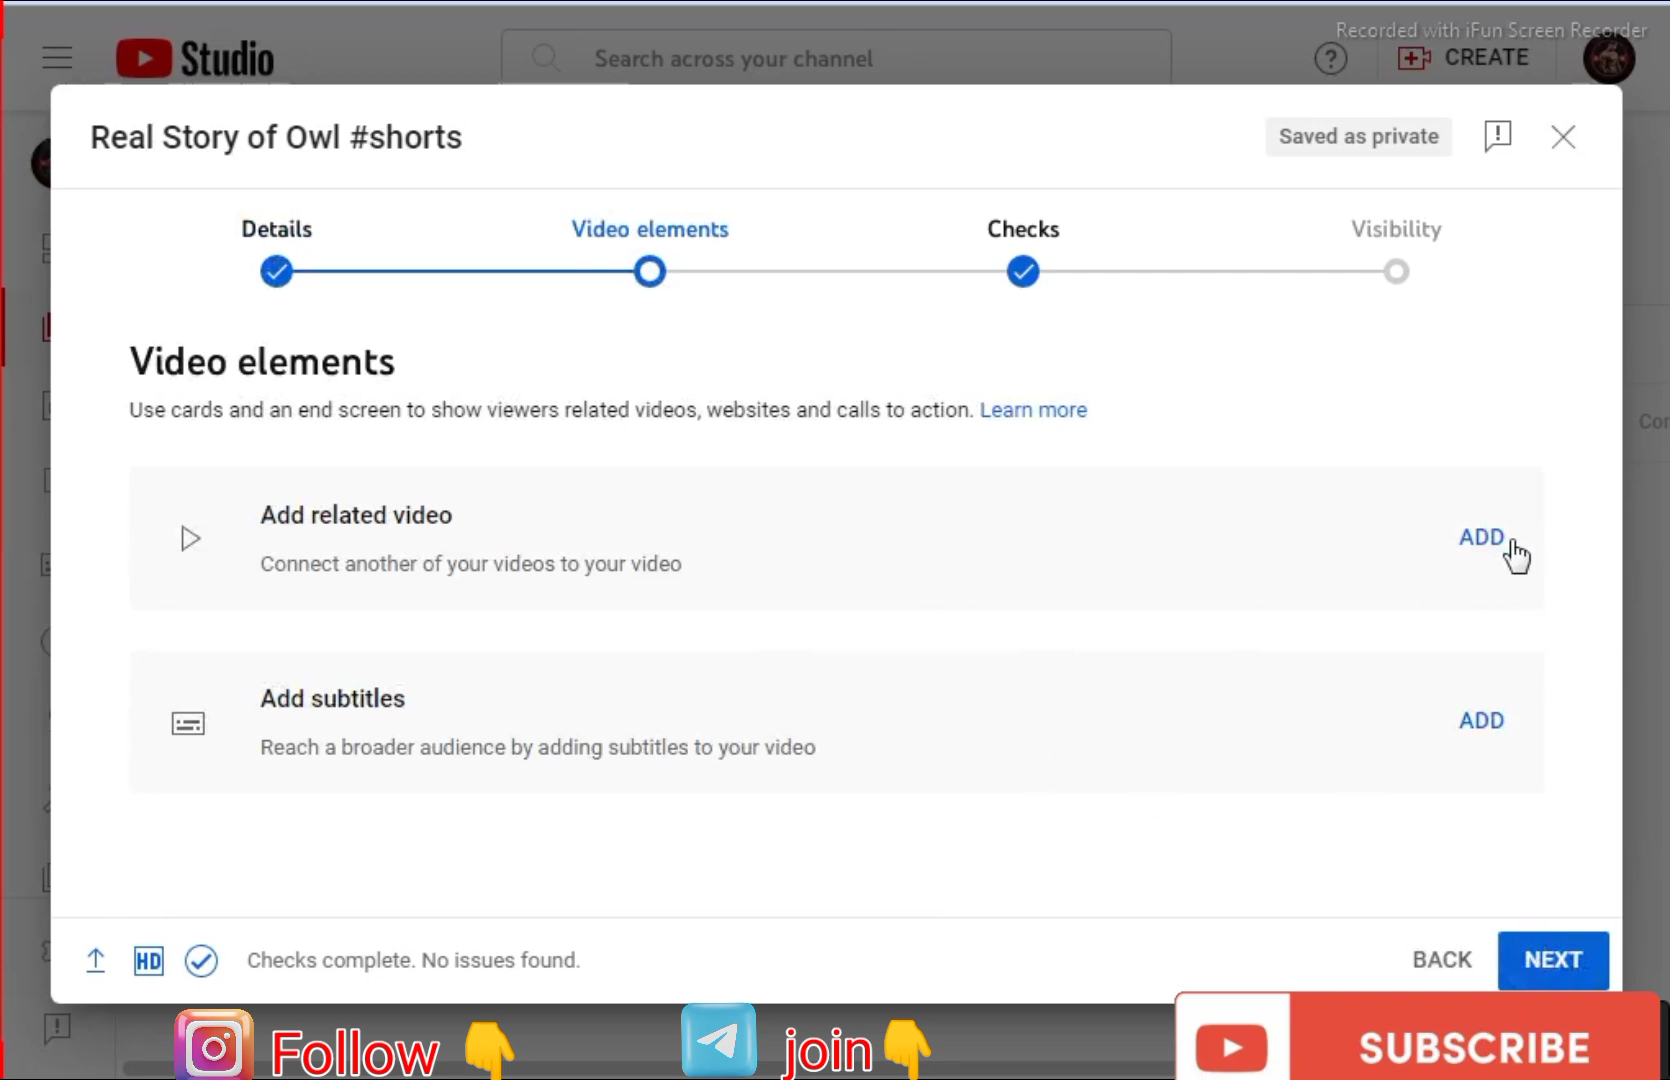 Recorded with iFun Screen Recorder
Studio
Search across your channel
CREATE
Real Story of Owl #shorts
Saved as private
Details
Video elements
Checks
Visibility
Video elements
Use cards and an end screen to show viewers related videos, websites and calls to action. Learn more
Add related video
Connect another of your videos to your video
ADD
Add subtitles
Reach a broader audience by adding subtitles to your video
ADD
HD
Checks complete. No issues found.
BACK
NEXT
Follow
join
SUBSCRIBE